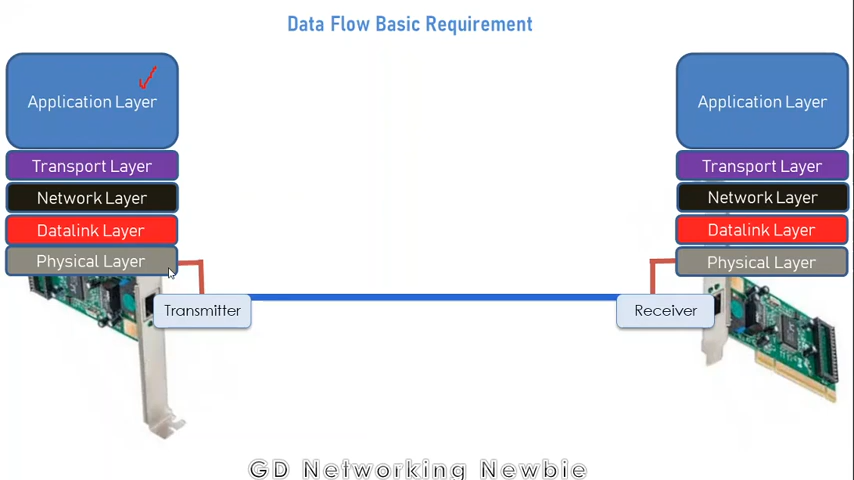 Data Flow Basic Requirement
Application Layer
Transport Layer
Network Layer
Datalink Layer
Physical Layer
Transmitter
Application Layer
Transport Layer
Network Layer
Datalink Layer
Physical Layer
Receiver
GD Networking Newbie